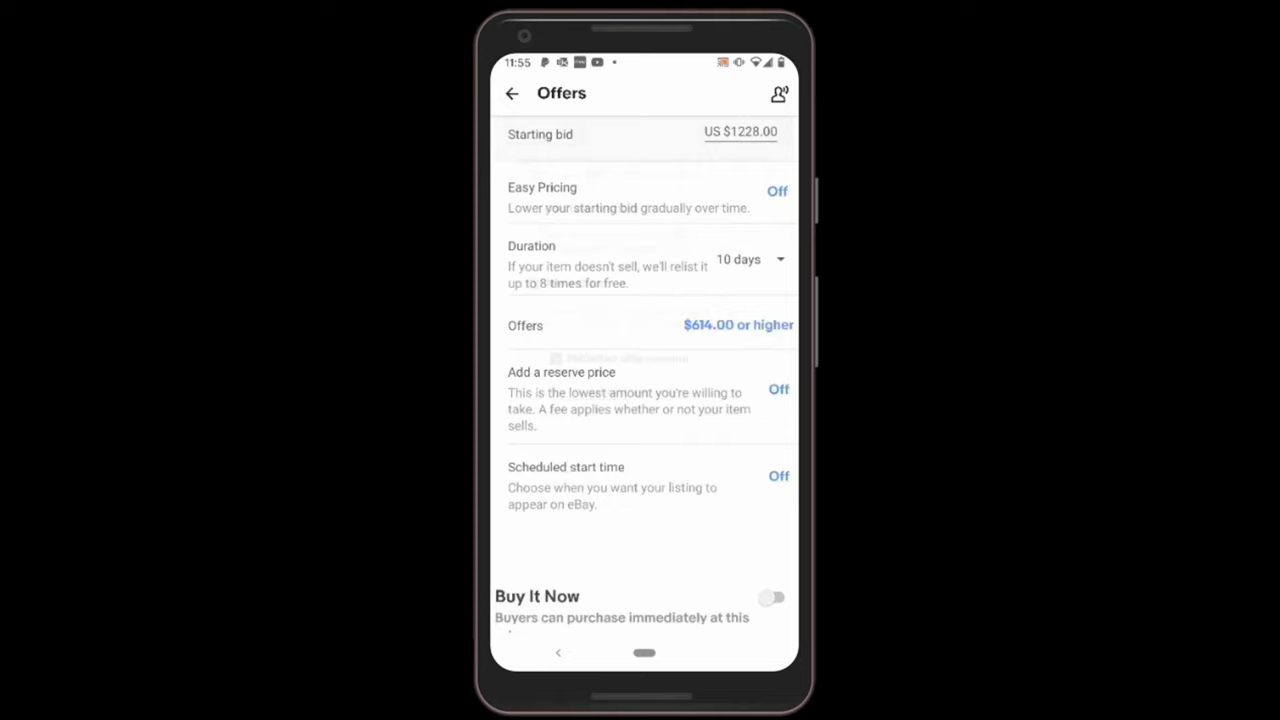 11:55
Offers
Starting bid US $1228.00
Easy Pricing
Off
Lower your starting bid gradually over time.
Duration
If your item doesn't sell, we'll relist it
up to 8 times for free.
10 days
Offers $614.00 or higher
Add a reserve price
This is the lowest amount you're willing to
take. A fee applies whether or not your item
sells.
Off
Scheduled start time
Choose when you want your listing to
appear on eBay.
Off
Buy It Now
Buyers can purchase immediately at this